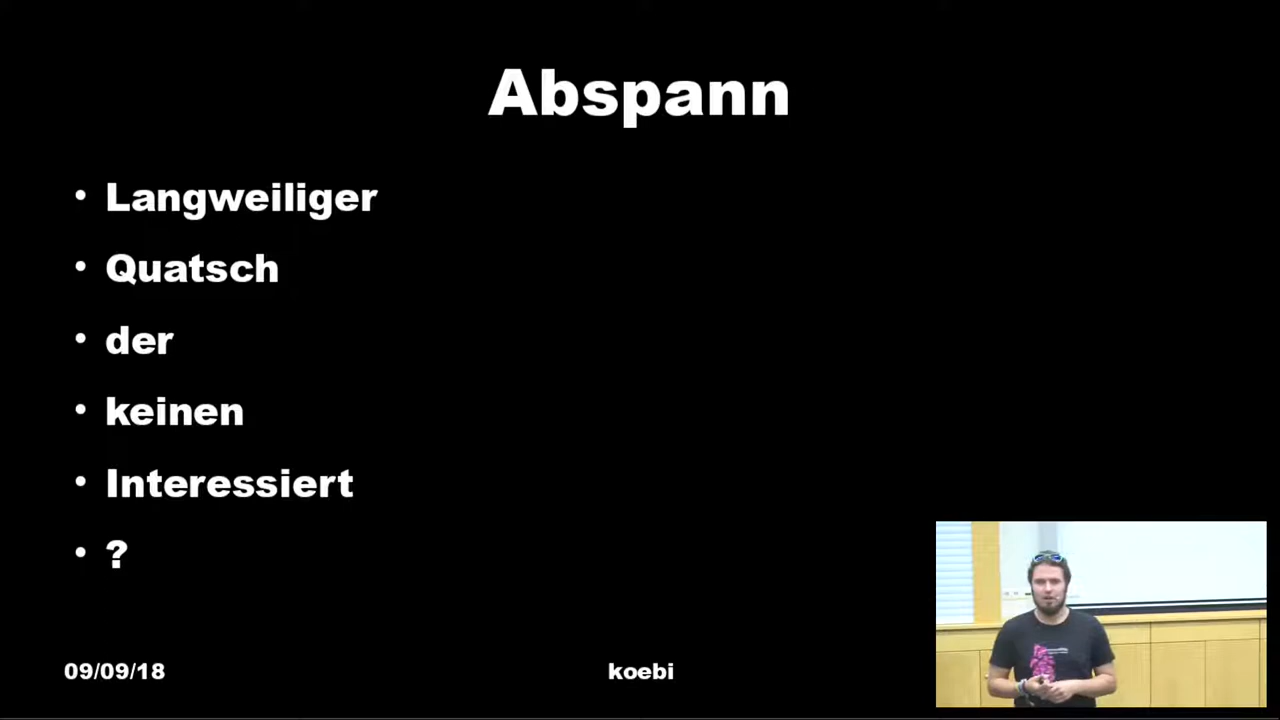 Abspann
• Langweiliger
• Quatsch
• der
• keinen
• Interessiert
• ?
09/09/18
koebi